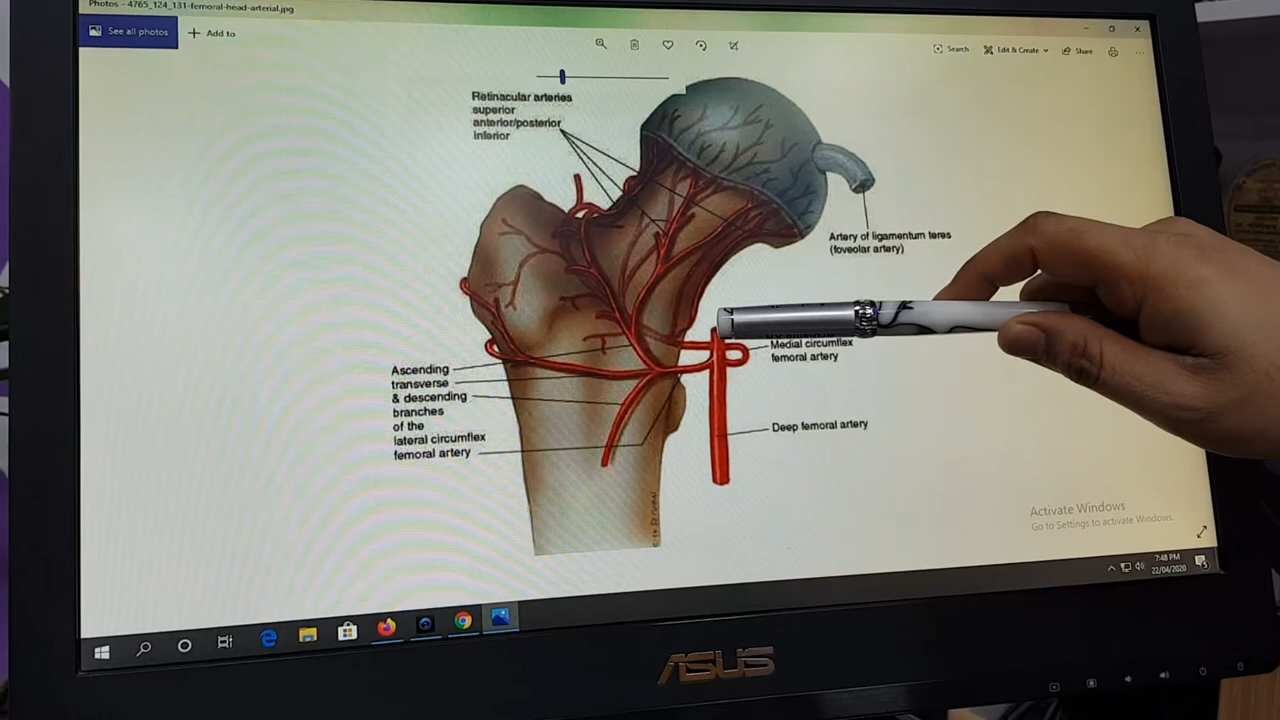 Photos - 4765_124_131-femoral-head-arterial.jpg
See all photos
Add to
Search
Edit & Create
Share
Retinacular arteries
superior
anterior/posterior
inferior
Artery of ligamentum teres
(foveolar artery)
Medial circumflex
femoral artery
Ascending
transverse
& descending
branches
of the
lateral circumflex
femoral artery
Deep femoral artery
Activate Windows
Go to Settings to activate Windows.
7:48 PM
22/04/2020
ASUS